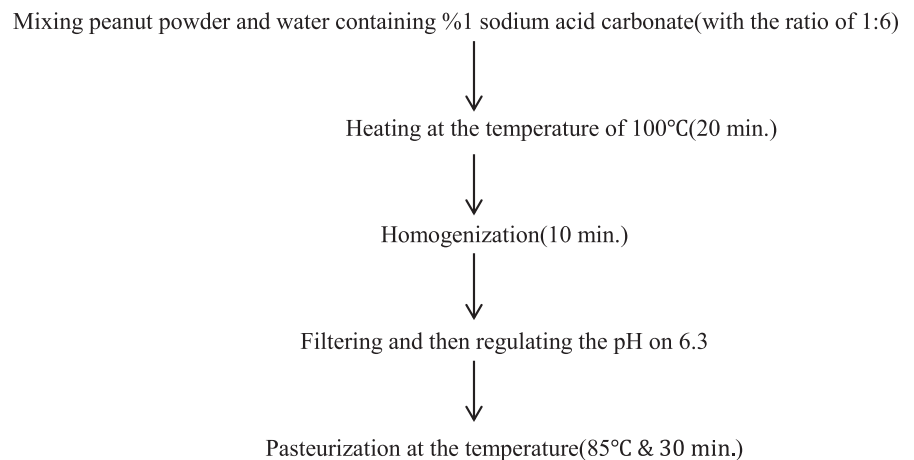 Mixing peanut powder and water containing %1 sodium acid carbonate(with the ratio of 1:6)
Heating at the temperature of 100°C(20 min.)
Homogenization(10 min.)
Filtering and then regulating the pH on 6.3
Pasteurization at the temperature(85°C & 30 min.)